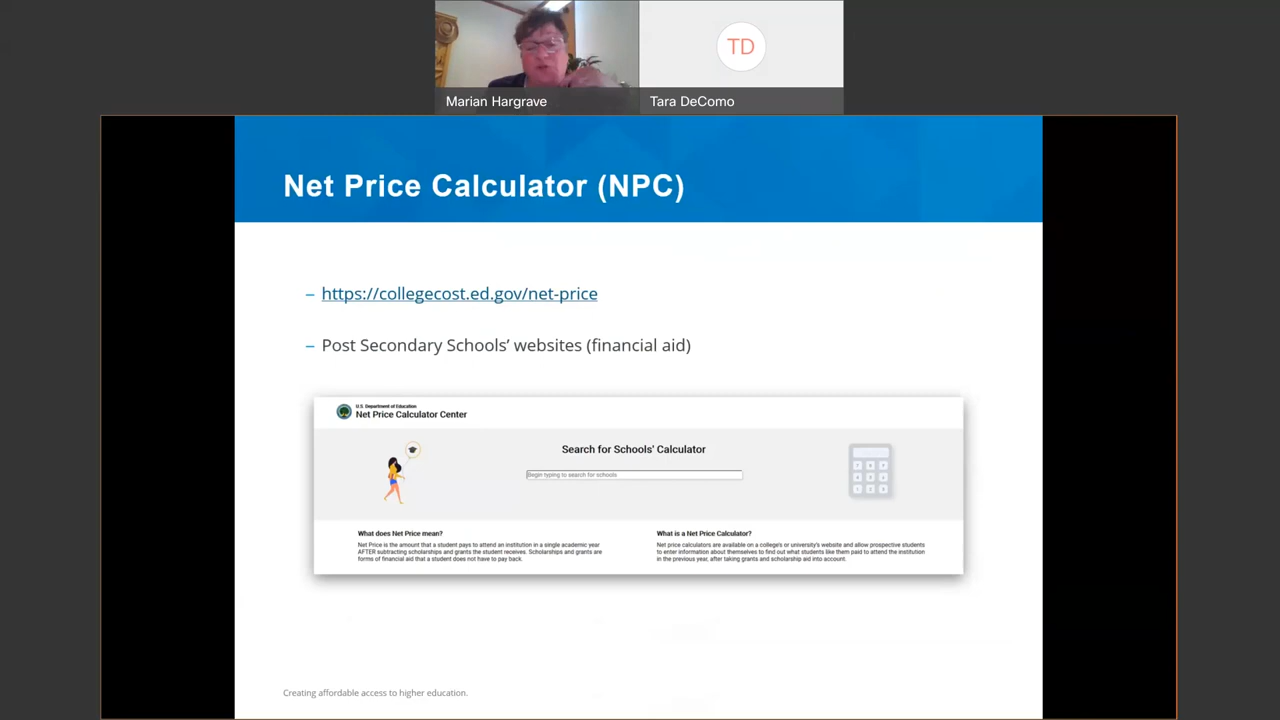 TD
Marian Hargrave
Tara DeComo
Net Price Calculator (NPC)
– https://collegecost.ed.gov/net-price
– Post Secondary Schools’ websites (financial aid)
U.S. Department of Education
Net Price Calculator Center
Search for Schools' Calculator
Begin typing to search for schools
What does Net Price mean?
Net Price is the amount that a student pays to attend an institution in a single academic year
AFTER subtracting scholarships and grants the student receives. Scholarships and grants are
forms of financial aid that a student does not have to pay back.
What is a Net Price Calculator?
Net price calculators are available on a college's or university's website and allow prospective students
to enter information about themselves to find out what students like them paid to attend the institution
in the previous year, after taking grants and scholarship aid into account.
Creating affordable access to higher education.